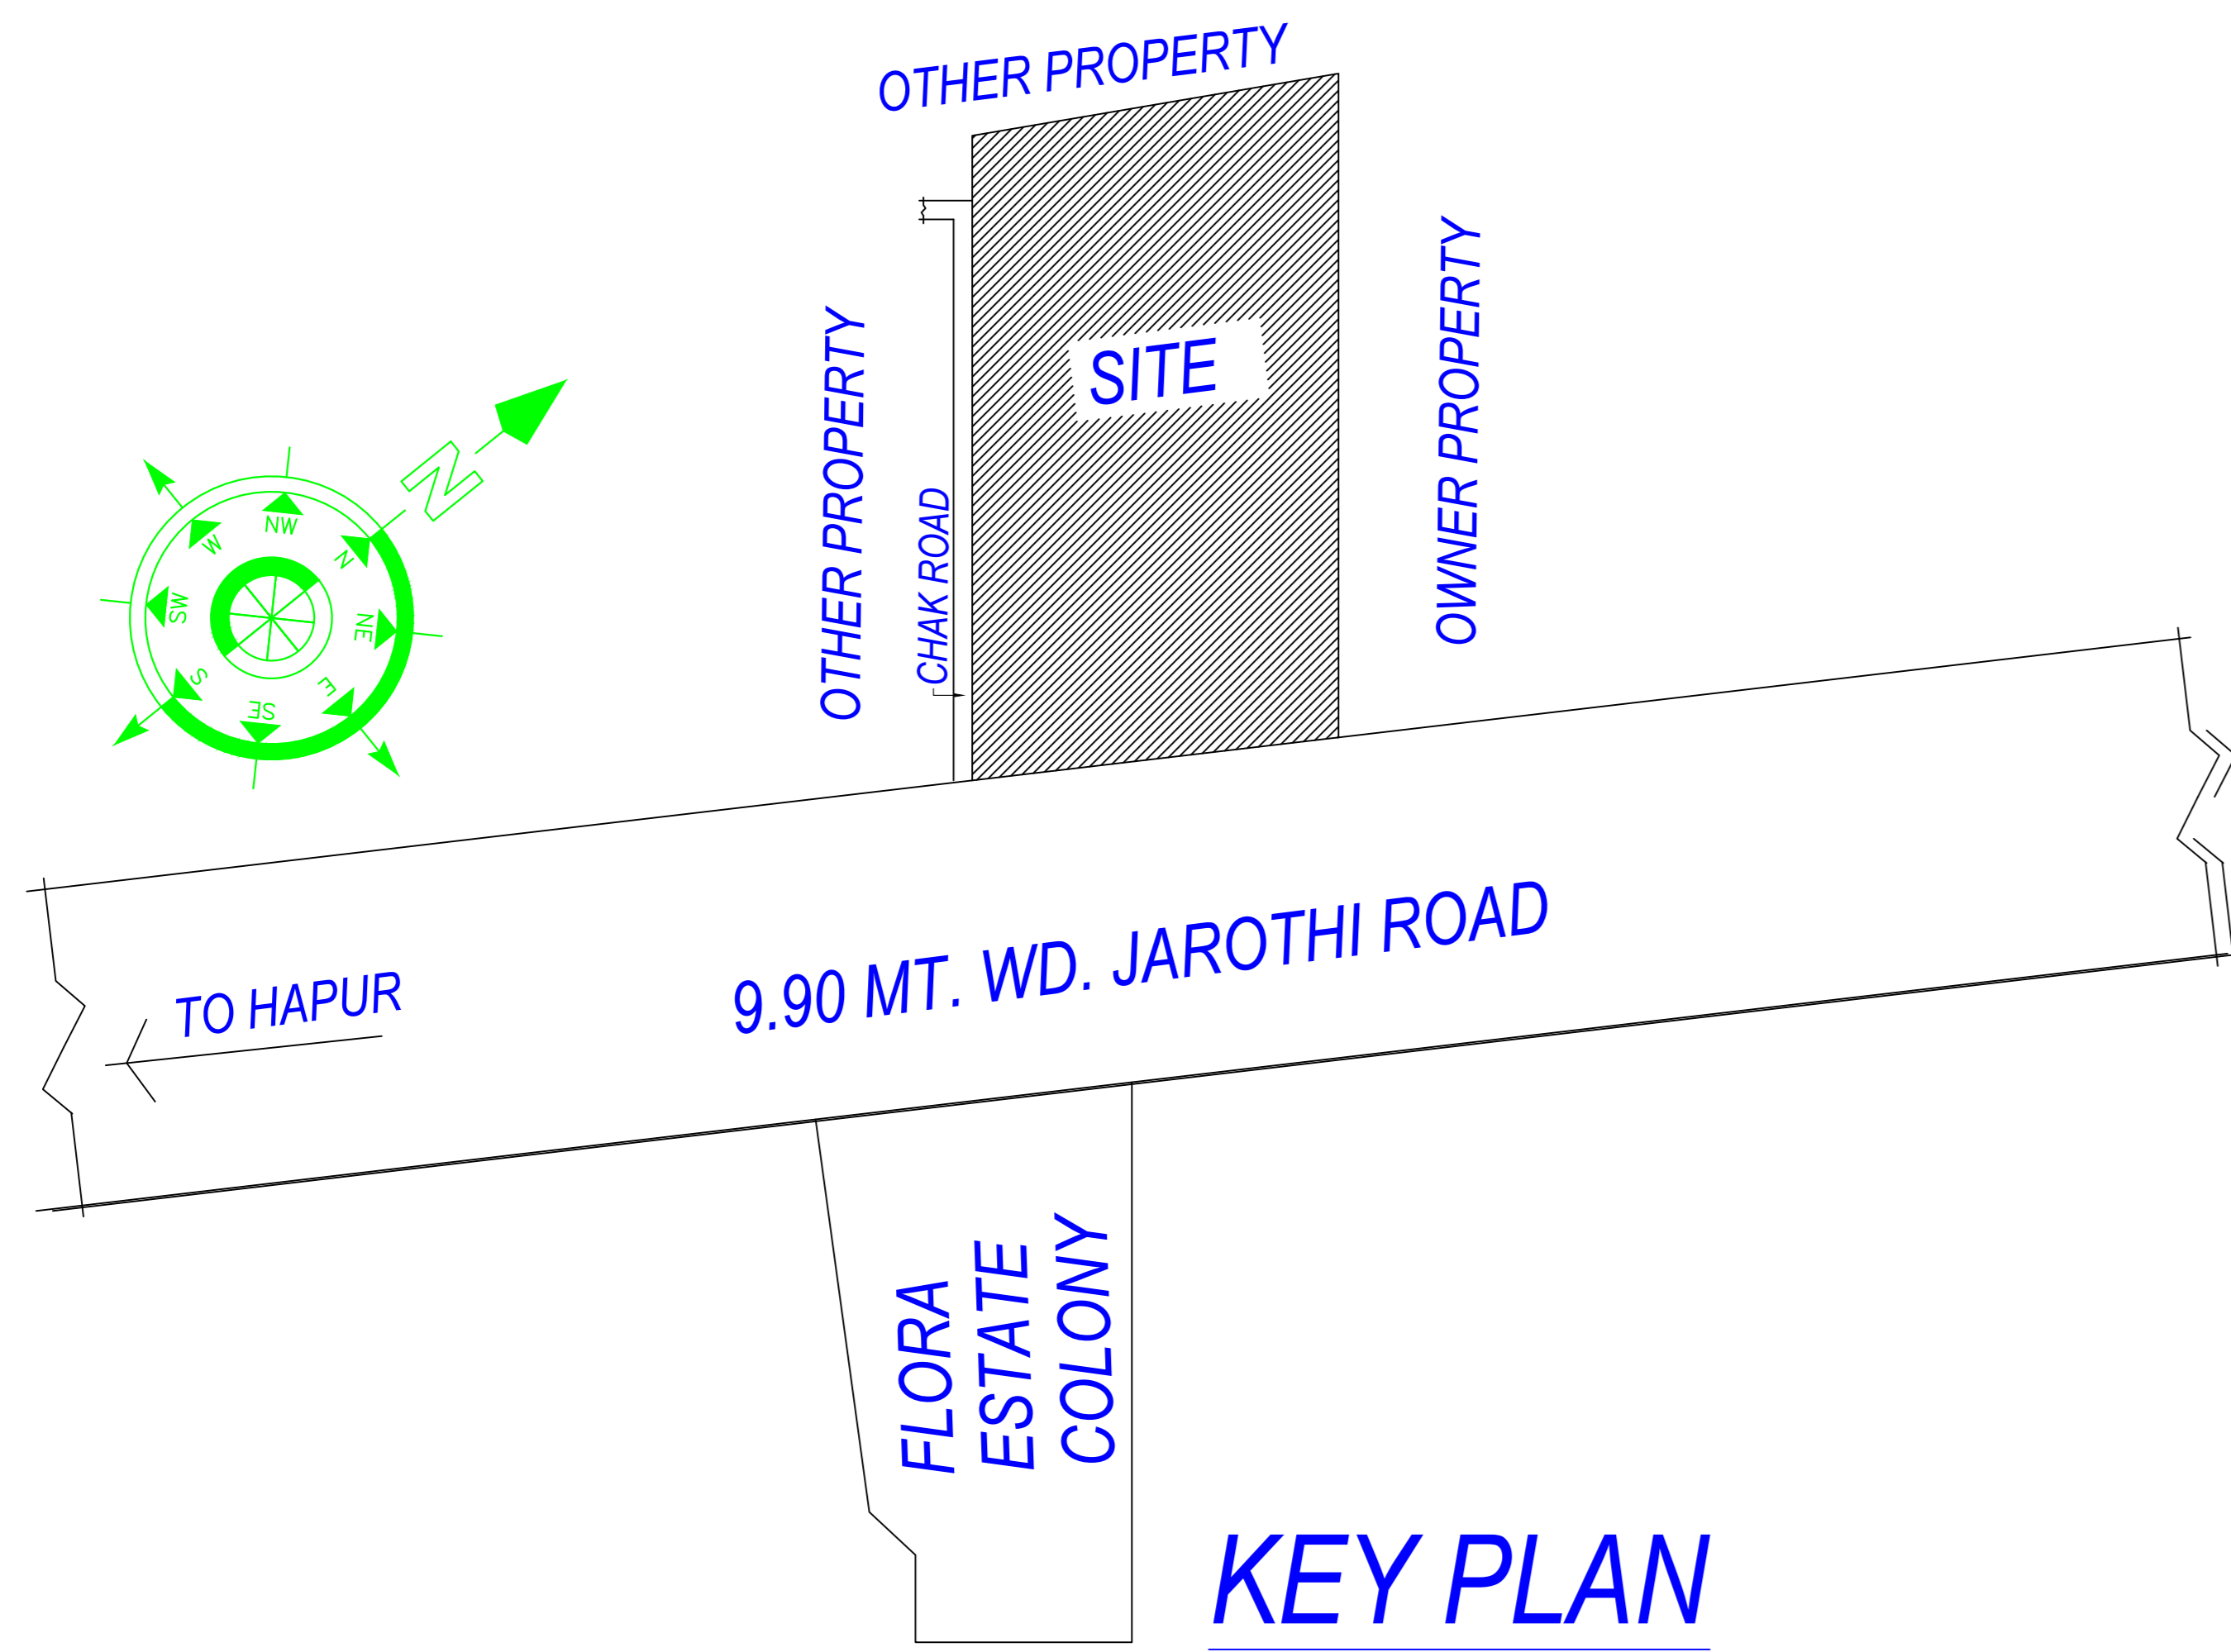 OTHER PROPERTY
SITE
OTHER PROPERTY
CHAK ROAD
OWNER PROPERTY
N
N
NE
E
SE
S
SW
W
NW
9.90 MT. WD. JAROTHI ROAD
TO HAPUR
FLORA
ESTATE
COLONY
KEY PLAN